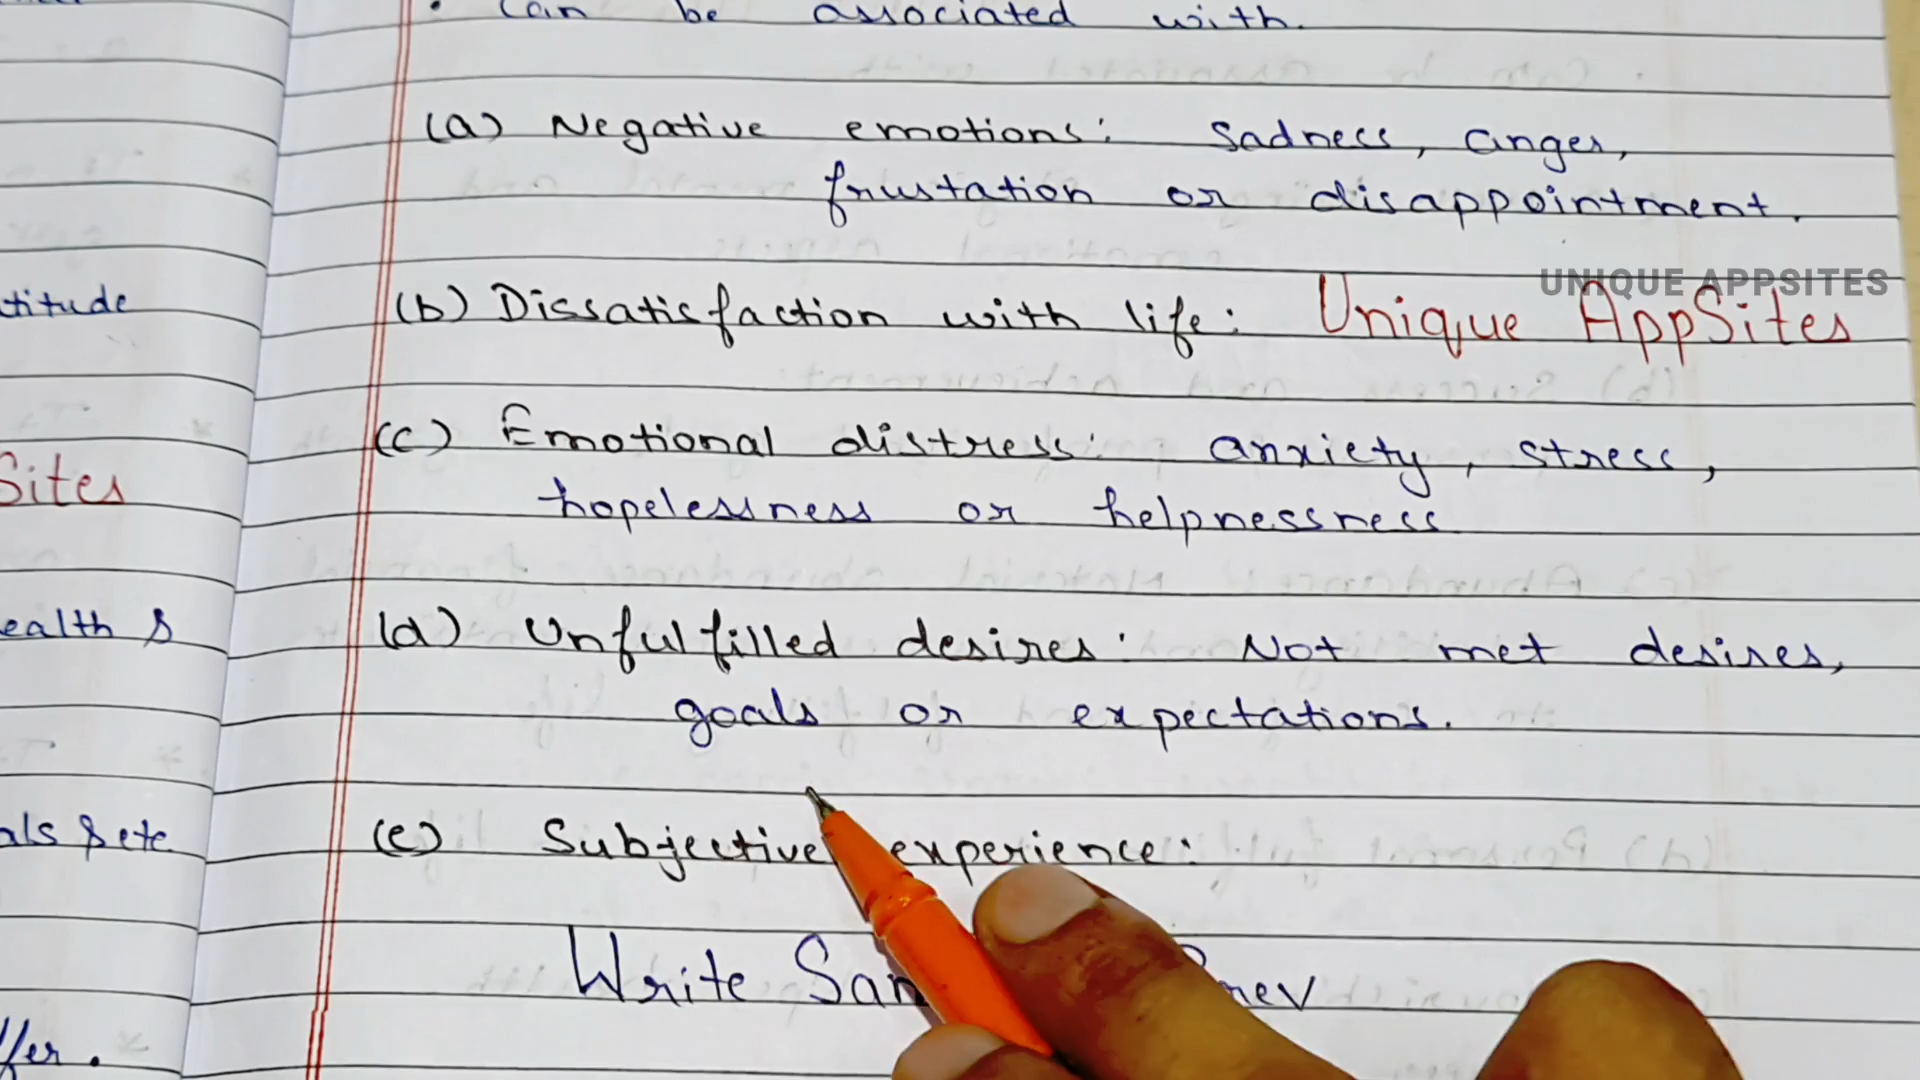 • Can be associated with.
(a) Negative emotions: Sadness, anger,
frustation or disappointment.
UNIQUE APPSITES
(b) Dissatisfaction with life: Unique AppSites
(c) Emotional distress: anxiety, stress,
hopelessness or helpnessness
(d) Unfulfilled desires: Not met desires,
goals or expectations.
(e) Subjective experience:
Write
titude
Sites
ealth &
als & etc